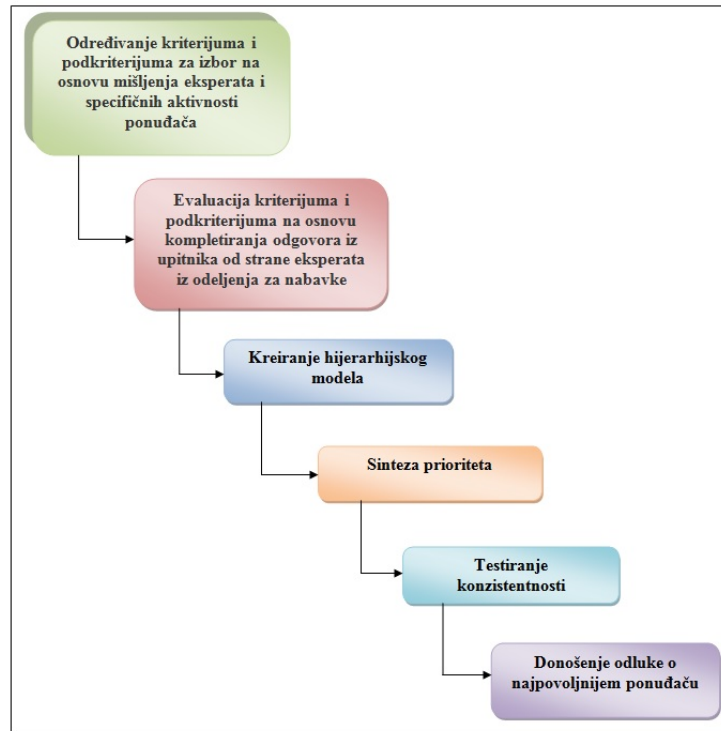 Određivanje kriterijuma i
podkriterijuma za izbor na
osnovu mišljenja eksperata i
specifičnih aktivnosti
ponuđača
Evaluacija kriterijuma i
podkriterijuma na osnovu
kompletiranja odgovora iz
upitnika od strane eksperata
iz odeljenja za nabavke
Kreiranje hijerarhijskog
modela
Sinteza prioriteta
Testiranje
konzistentnosti
Donošenje odluke o
najpovoljnijem ponuđaču